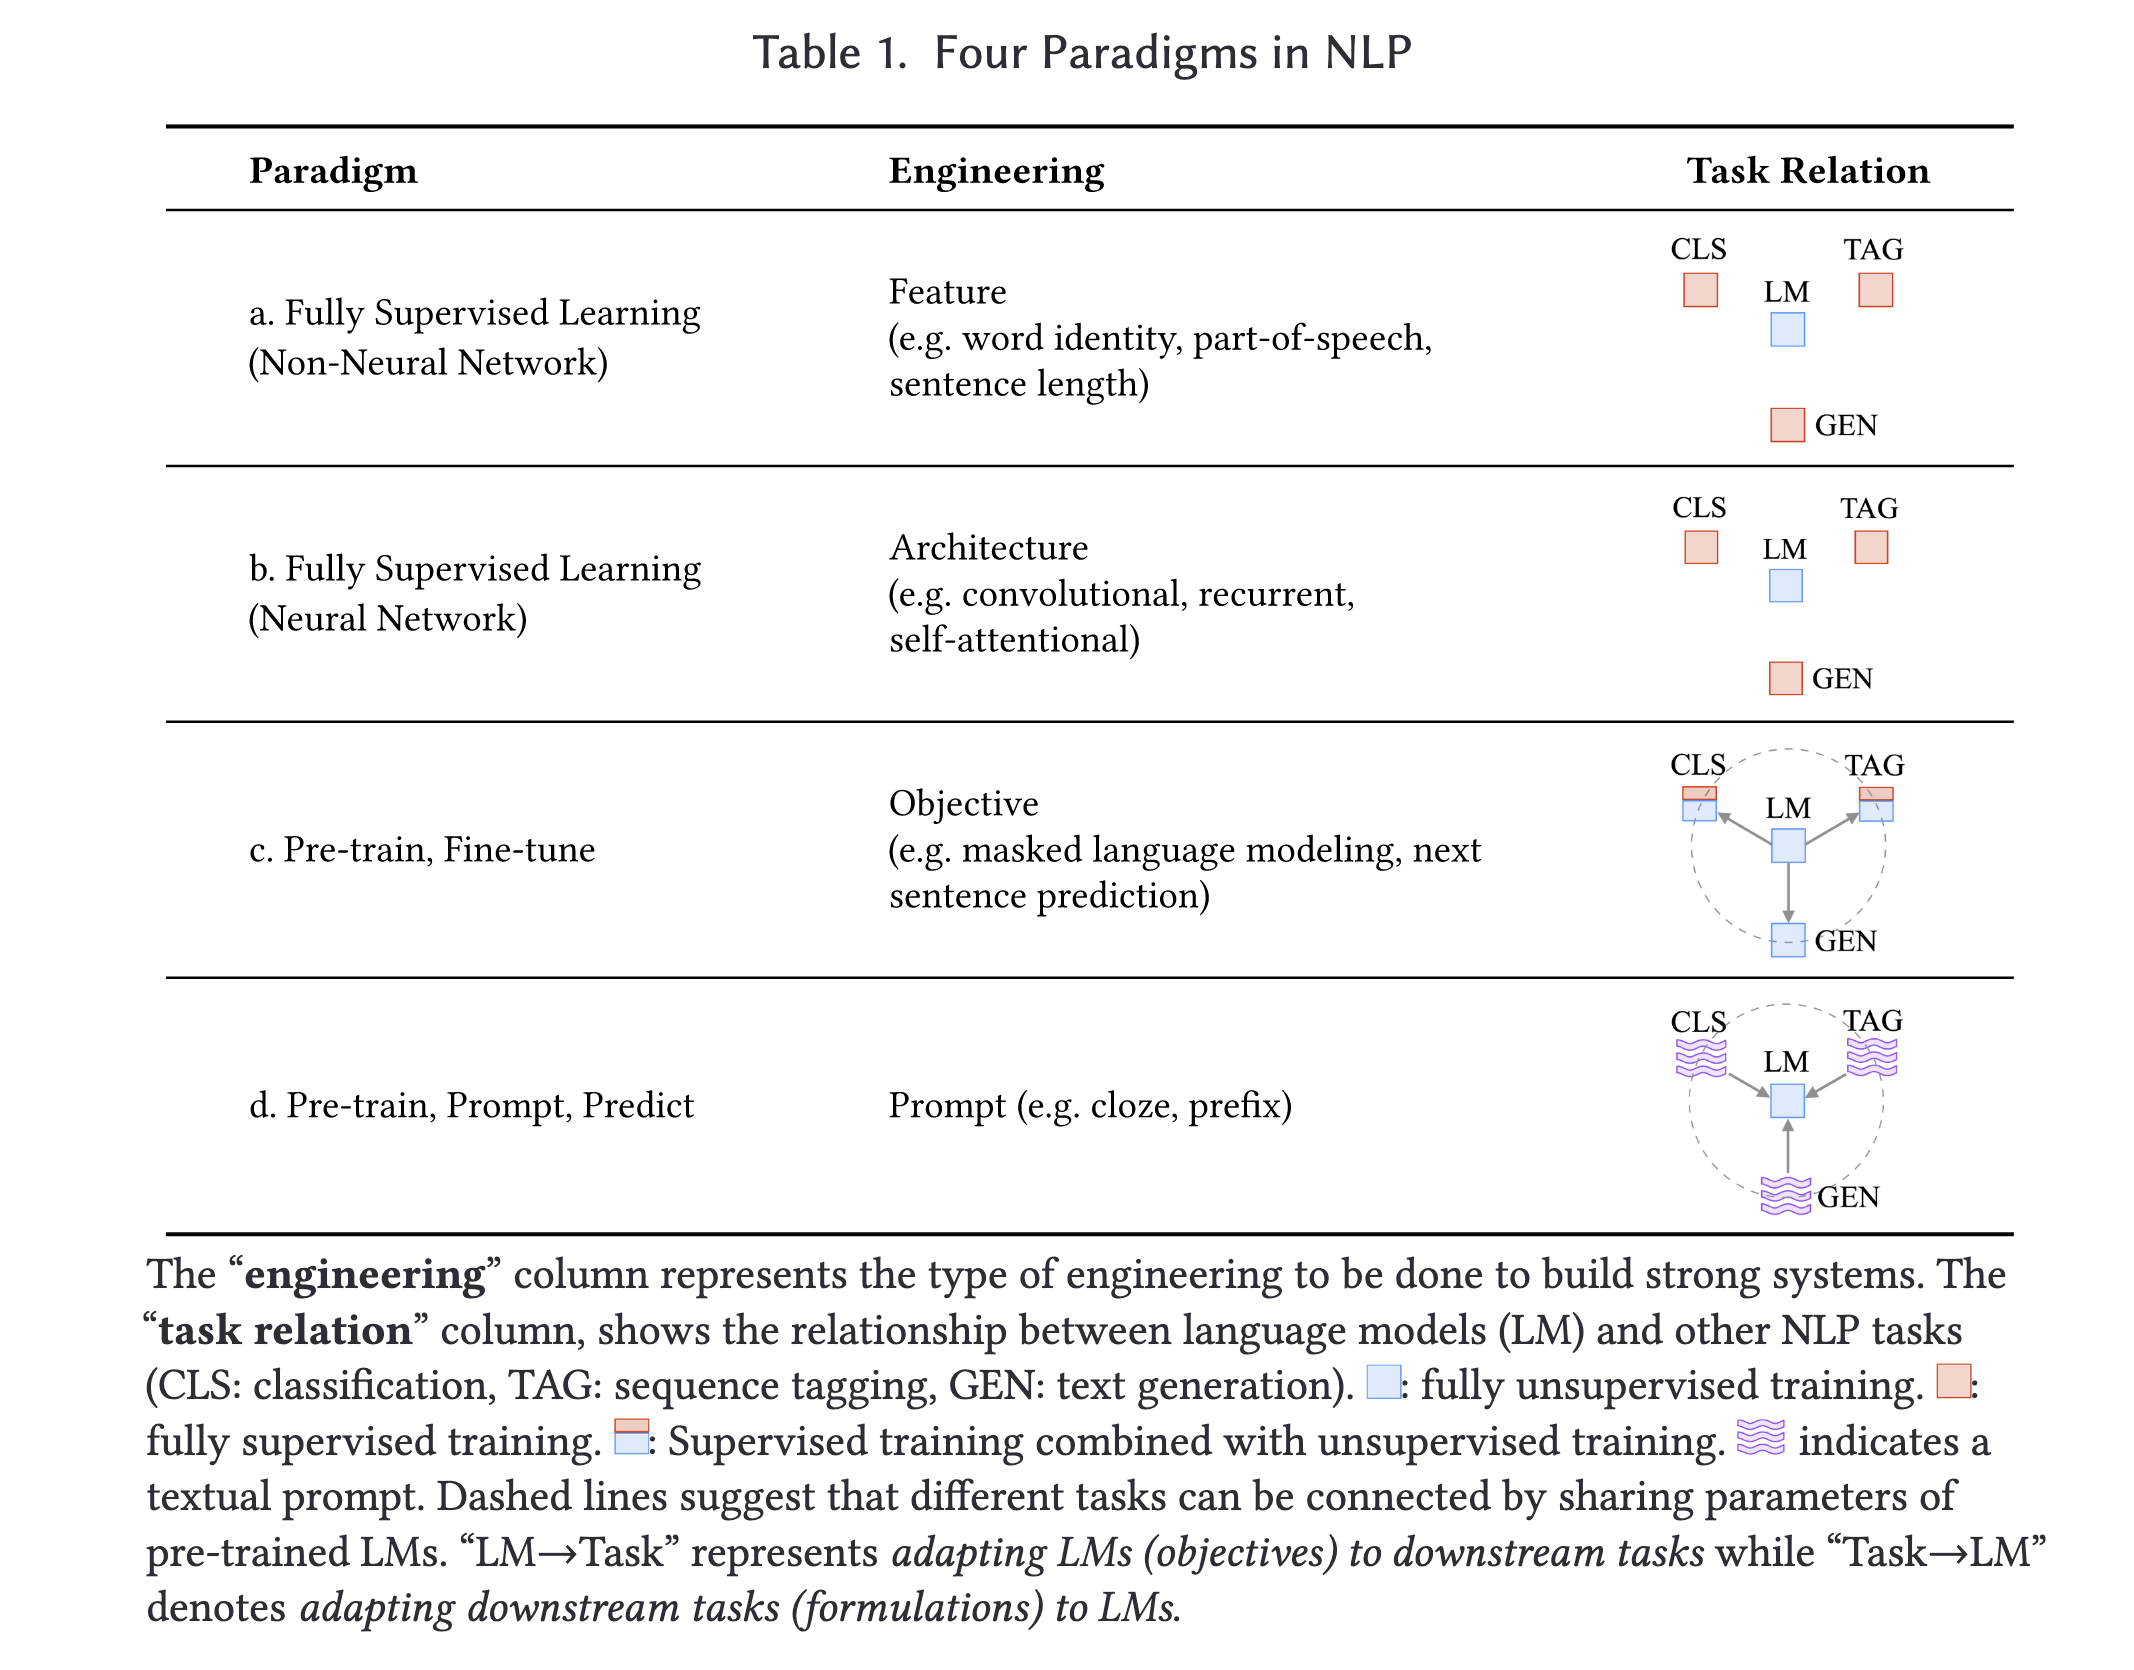 Table 1. Four Paradigms in NLP
Paradigm Engineering Task Relation
a. Fully Supervised Learning
(Non-Neural Network)
Feature
(e.g. word identity, part-of-speech,
sentence length)
CLS TAG
LM
GEN
b. Fully Supervised Learning
(Neural Network)
Architecture
(e.g. convolutional, recurrent,
self-attentional)
CLS TAG
LM
GEN
c. Pre-train, Fine-tune
Objective
(e.g. masked language modeling, next
sentence prediction)
CLS TAG
LM
GEN
d. Pre-train, Prompt, Predict
Prompt (e.g. cloze, prefix)
CLS TAG
LM
GEN
The “engineering” column represents the type of engineering to be done to build strong systems. The
“task relation” column, shows the relationship between language models (LM) and other NLP tasks
(CLS: classification, TAG: sequence tagging, GEN: text generation). : fully unsupervised training. :
fully supervised training. : Supervised training combined with unsupervised training. indicates a
textual prompt. Dashed lines suggest that different tasks can be connected by sharing parameters of
pre-trained LMs. “LM→Task” represents adapting LMs (objectives) to downstream tasks while “Task→LM”
denotes adapting downstream tasks (formulations) to LMs.